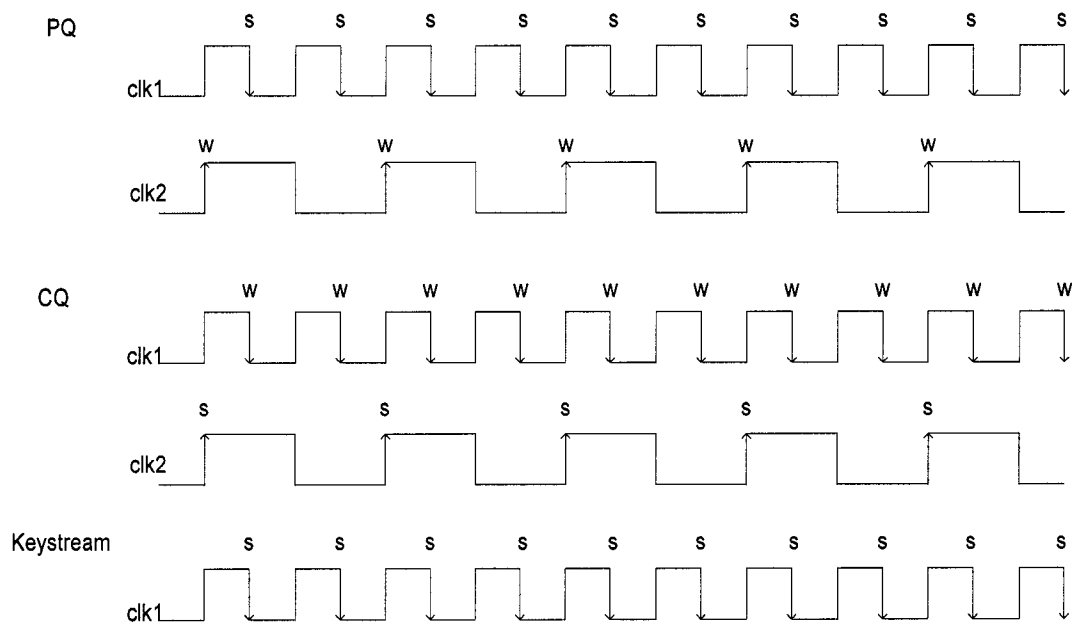 PQ
S S S S S S S S S S
clk1
W W W W W
clk2
CQ
W W W W W W W W W W
clk1
S S S S S
clk2
Keystream
S S S S S S S S S S
clk1